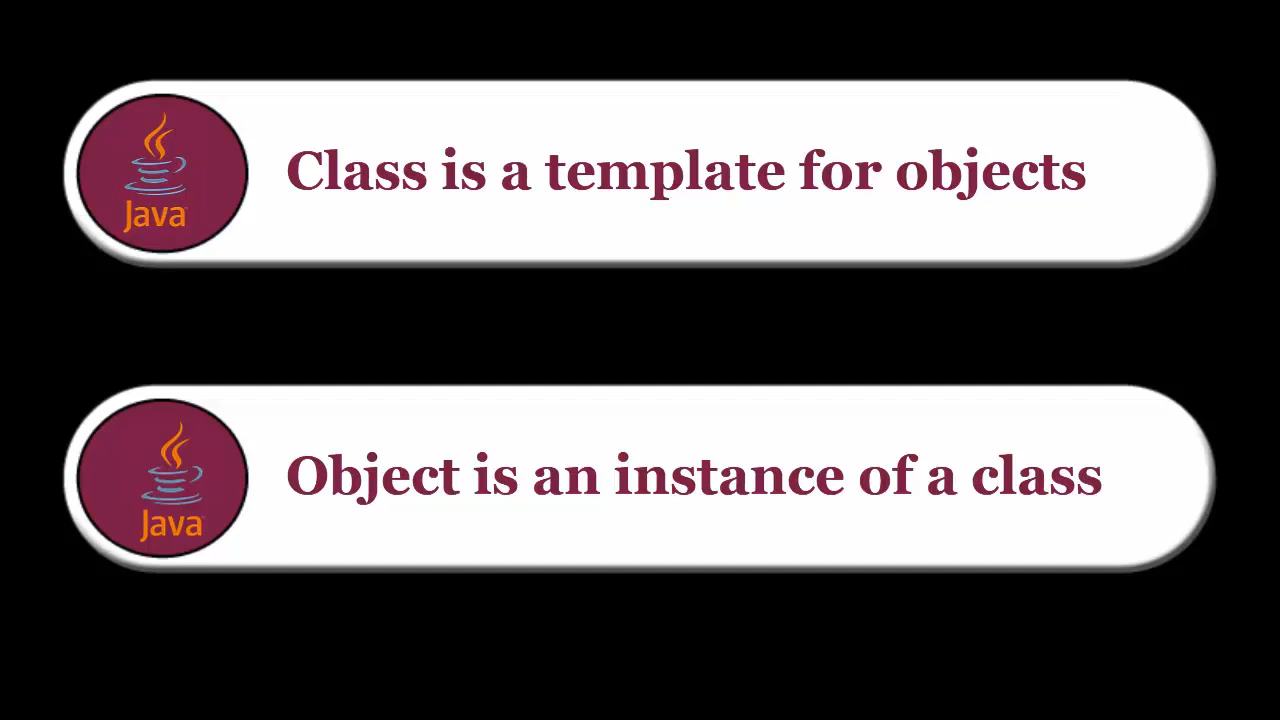 Java
Class is a template for objects
Java
Object is an instance of a class